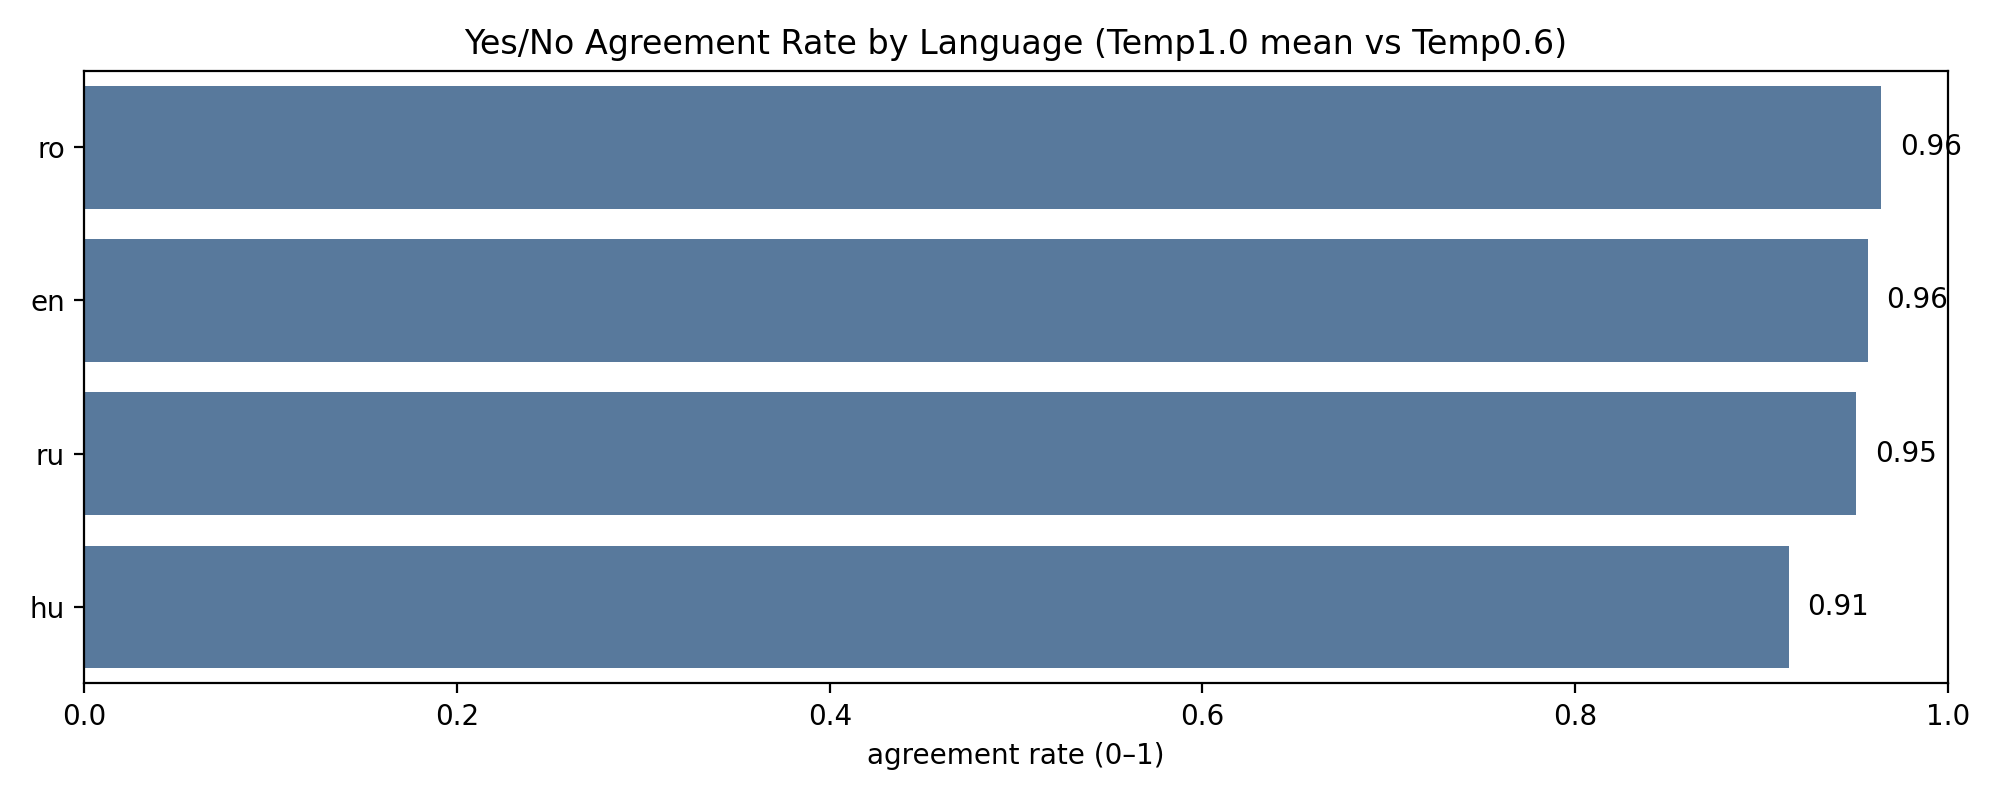 Yes/No Agreement Rate by Language (Temp1.0 mean vs Temp0.6)
ro 0.96
en 0.96
ru 0.95
hu 0.91
0.0 0.2 0.4 0.6 0.8 1.0
agreement rate (0–1)